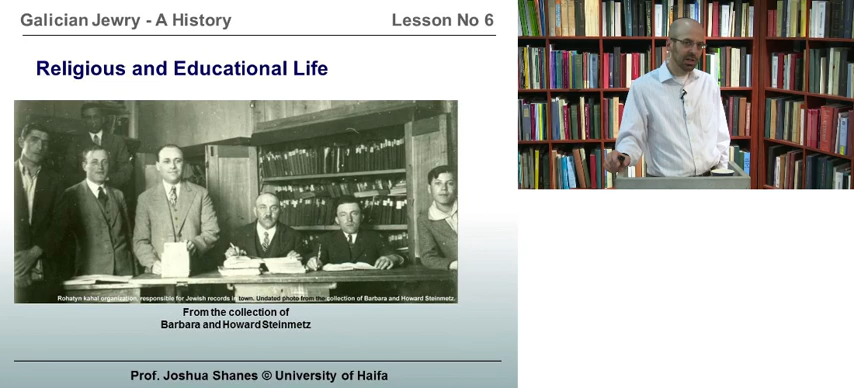 Galician Jewry - A History
Lesson No 6
Religious and Educational Life
Rohatyn kahal organization, responsible for Jewish records in town. Undated photo from the collection of Barbara and Howard Steinmetz.
From the collection of
Barbara and Howard Steinmetz
Prof. Joshua Shanes © University of Haifa